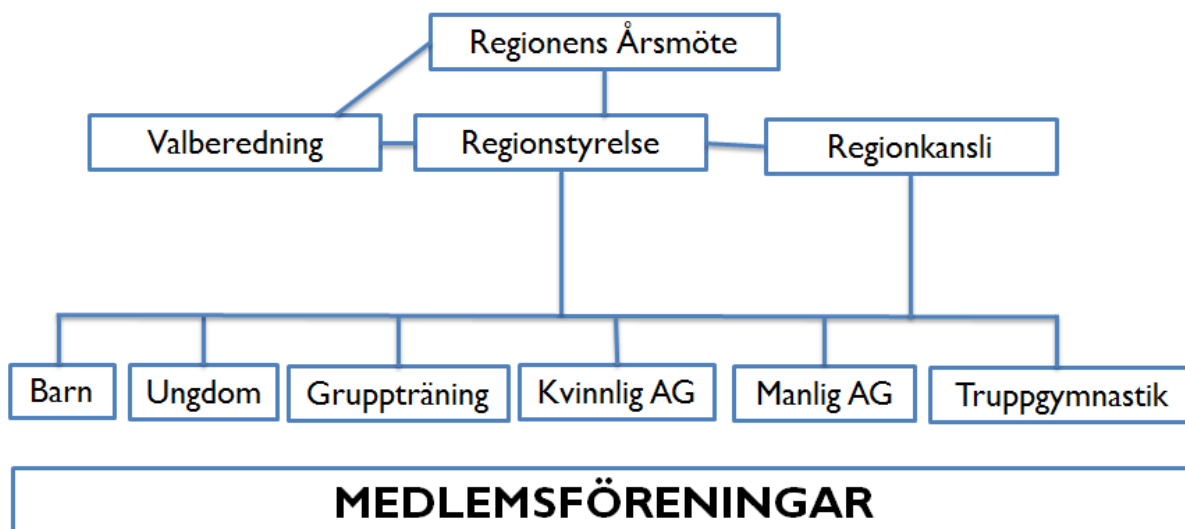 Regionens Årsmöte
Valberedning
Regionstyrelse
Regionkansli
Barn
Ungdom
Gruppträning
Kvinnlig AG
Manlig AG
Truppgymnastik
MEDLEMSFÖRENINGAR